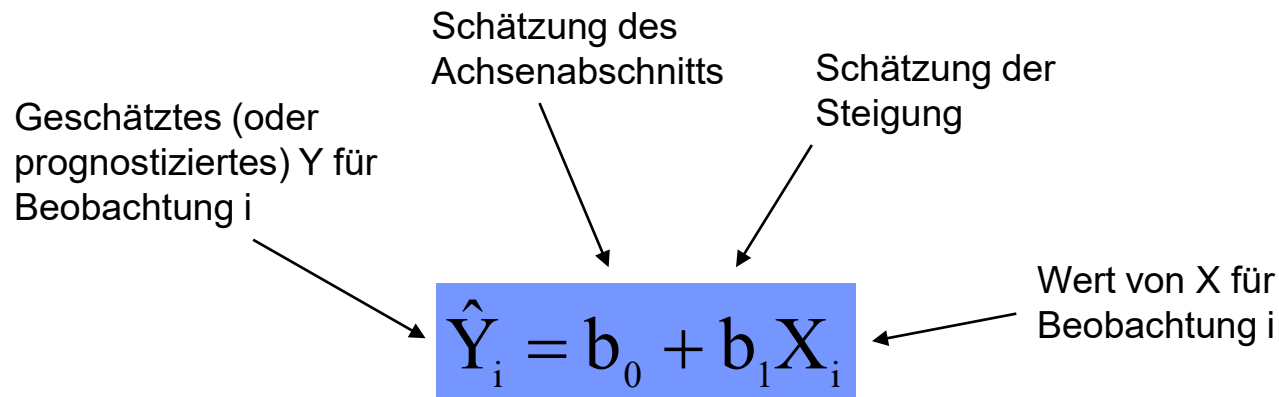 Schätzung des
Achsenabschnitts
Schätzung der
Steigung
Geschätztes (oder
prognostiziertes) Y für
Beobachtung i
Wert von X für
Beobachtung i
Ŷᵢ = b₀ + b₁Xᵢ